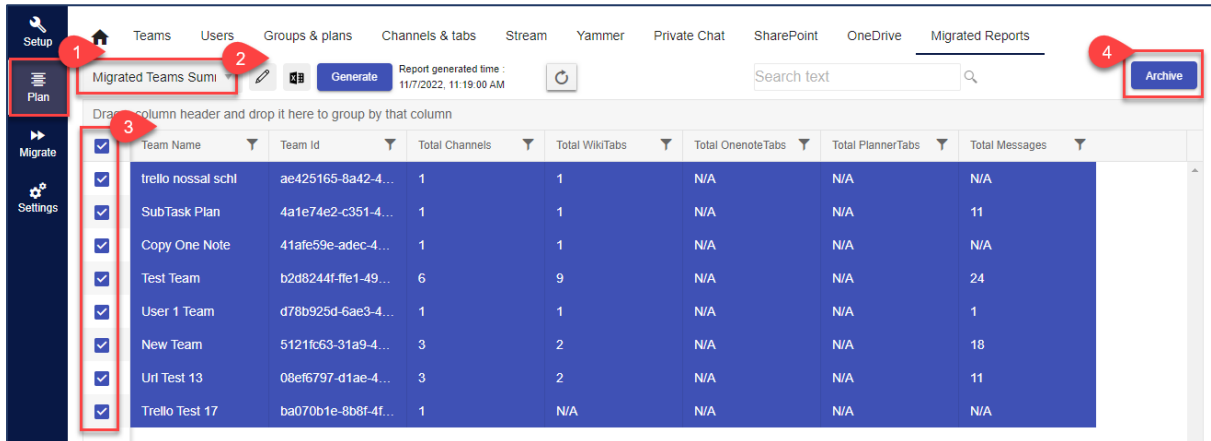 Setup
Plan
Migrate
Settings
Teams Users Groups & plans Channels & tabs Stream Yammer Private Chat SharePoint OneDrive Migrated Reports
1
2
4
Migrated Teams Sumi Generate Report generated time :
11/7/2022, 11:19:00 AM
Search text Archive
Drag column header and drop it here to group by that column
3
Team Name Team Id Total Channels Total WikiTabs Total OnenoteTabs Total PlannerTabs Total Messages
trello nossal schl ae425165-8a42-4... 1 1 N/A N/A N/A
SubTask Plan 4a1e74e2-c351-4... 1 1 N/A N/A 11
Copy One Note 41afe59e-adec-4... 1 1 N/A N/A N/A
Test Team b2d8244f-ffe1-49... 6 9 N/A N/A 24
User 1 Team d78b925d-6ae3-4... 1 1 N/A N/A 1
New Team 5121fc63-31a9-4... 3 2 N/A N/A 18
Url Test 13 08ef6797-d1ae-4... 3 2 N/A N/A 11
Trello Test 17 ba070b1e-8b8f-4f... 1 N/A N/A N/A N/A